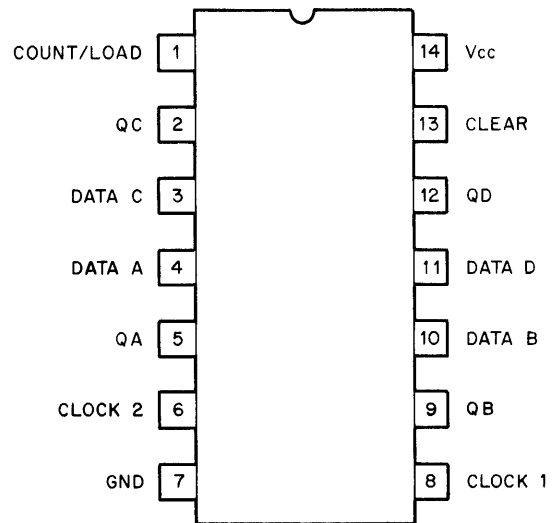 COUNT/LOAD 1 14 Vcc
QC 2 13 CLEAR
DATA C 3 12 QD
DATA A 4 11 DATA D
QA 5 10 DATA B
CLOCK 2 6 9 QB
GND 7 8 CLOCK 1